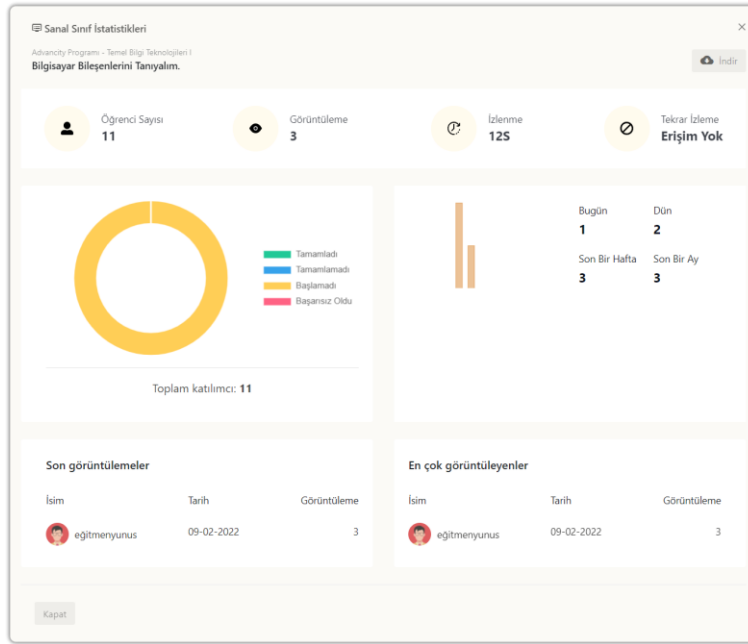 Sanal Sınıf İstatistikleri
Advancity Programı - Temel Bilgi Teknolojileri I
Bilgisayar Bileşenlerini Tanıyalım.
İndir
Öğrenci Sayısı
11
Görüntüleme
3
İzlenme
12S
Tekrar İzleme
Erişim Yok
Tamamladı
Tamamlamadı
Başlamadı
Başarısız Oldu
Toplam katılımcı: 11
Bugün Dün
1 2
Son Bir Hafta Son Bir Ay
3 3
Son görüntülemeler
İsim Tarih Görüntüleme
eğitmenyunus 09-02-2022 3
En çok görüntüleyenler
İsim Tarih Görüntüleme
eğitmenyunus 09-02-2022 3
Kapat